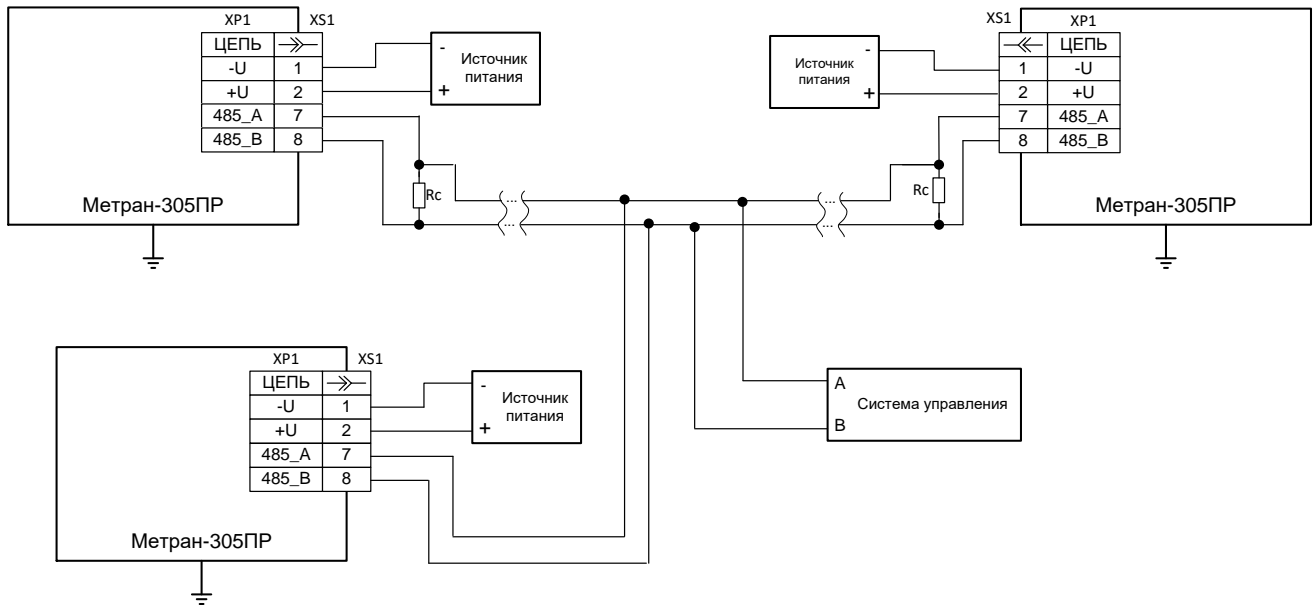 XP1 XS1
ЦЕПЬ
-U 1
+U 2
485_A 7
485_B 8
Метран-305ПР
-
Источник
питания
+
Rc
...
...
XS1 XP1
ЦЕПЬ
1 -U
2 +U
7 485_A
8 485_B
Метран-305ПР
-
Источник
питания
+
Rc
...
...
XP1 XS1
ЦЕПЬ
-U 1
+U 2
485_A 7
485_B 8
Метран-305ПР
-
Источник
питания
+
A
Система управления
B